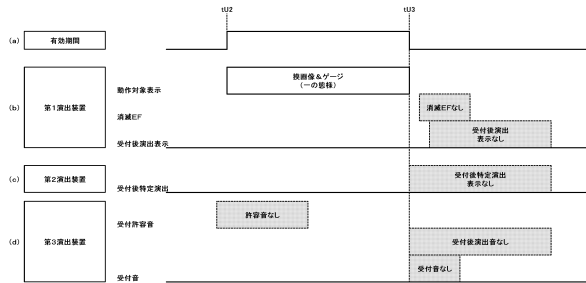 tU2
tU3
(a)
有効期間
(b)
第1演出装置
動作対象表示
換画像&ゲージ
(一の態様)
消滅EF
消滅EFなし
受付後演出表示
受付後演出
表示なし
(c)
第2演出装置
受付後特定演出
受付後特定演出
表示なし
(d)
第3演出装置
受付許容音
許容音なし
受付後演出音なし
受付音なし
受付音